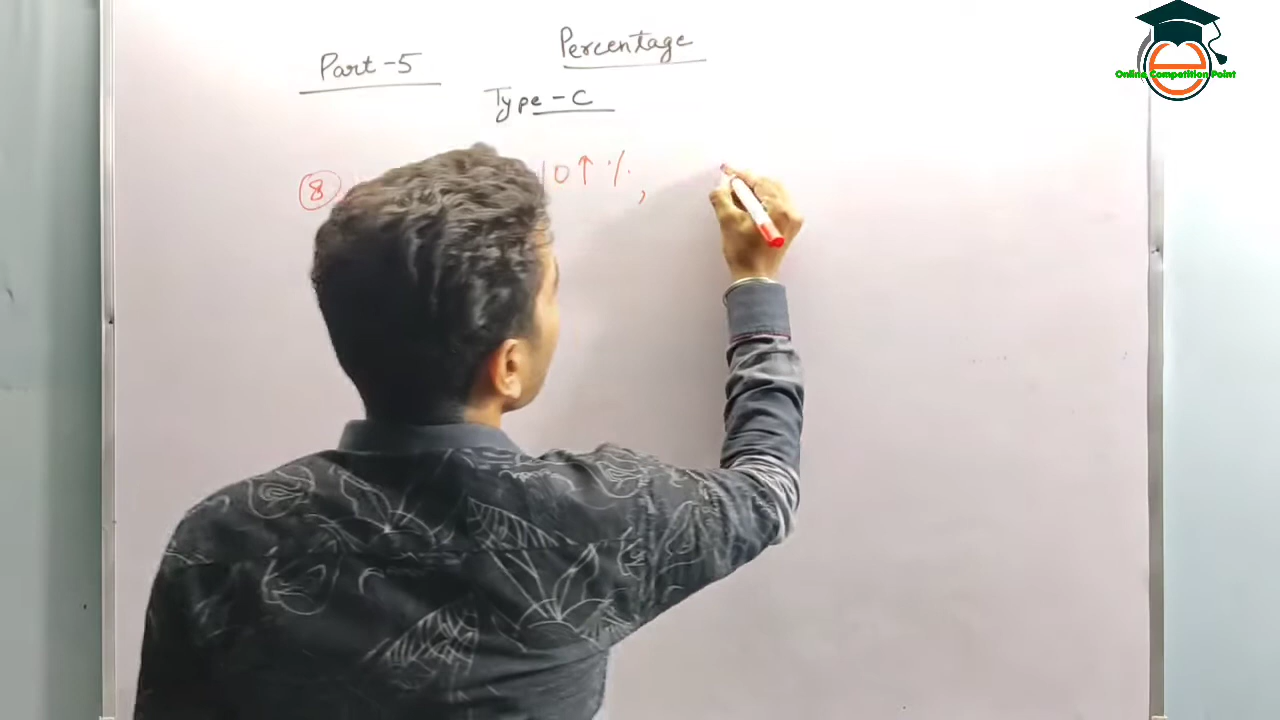 Percentage
Part-5
Type-C
8 10↑%,
Online Competition Point